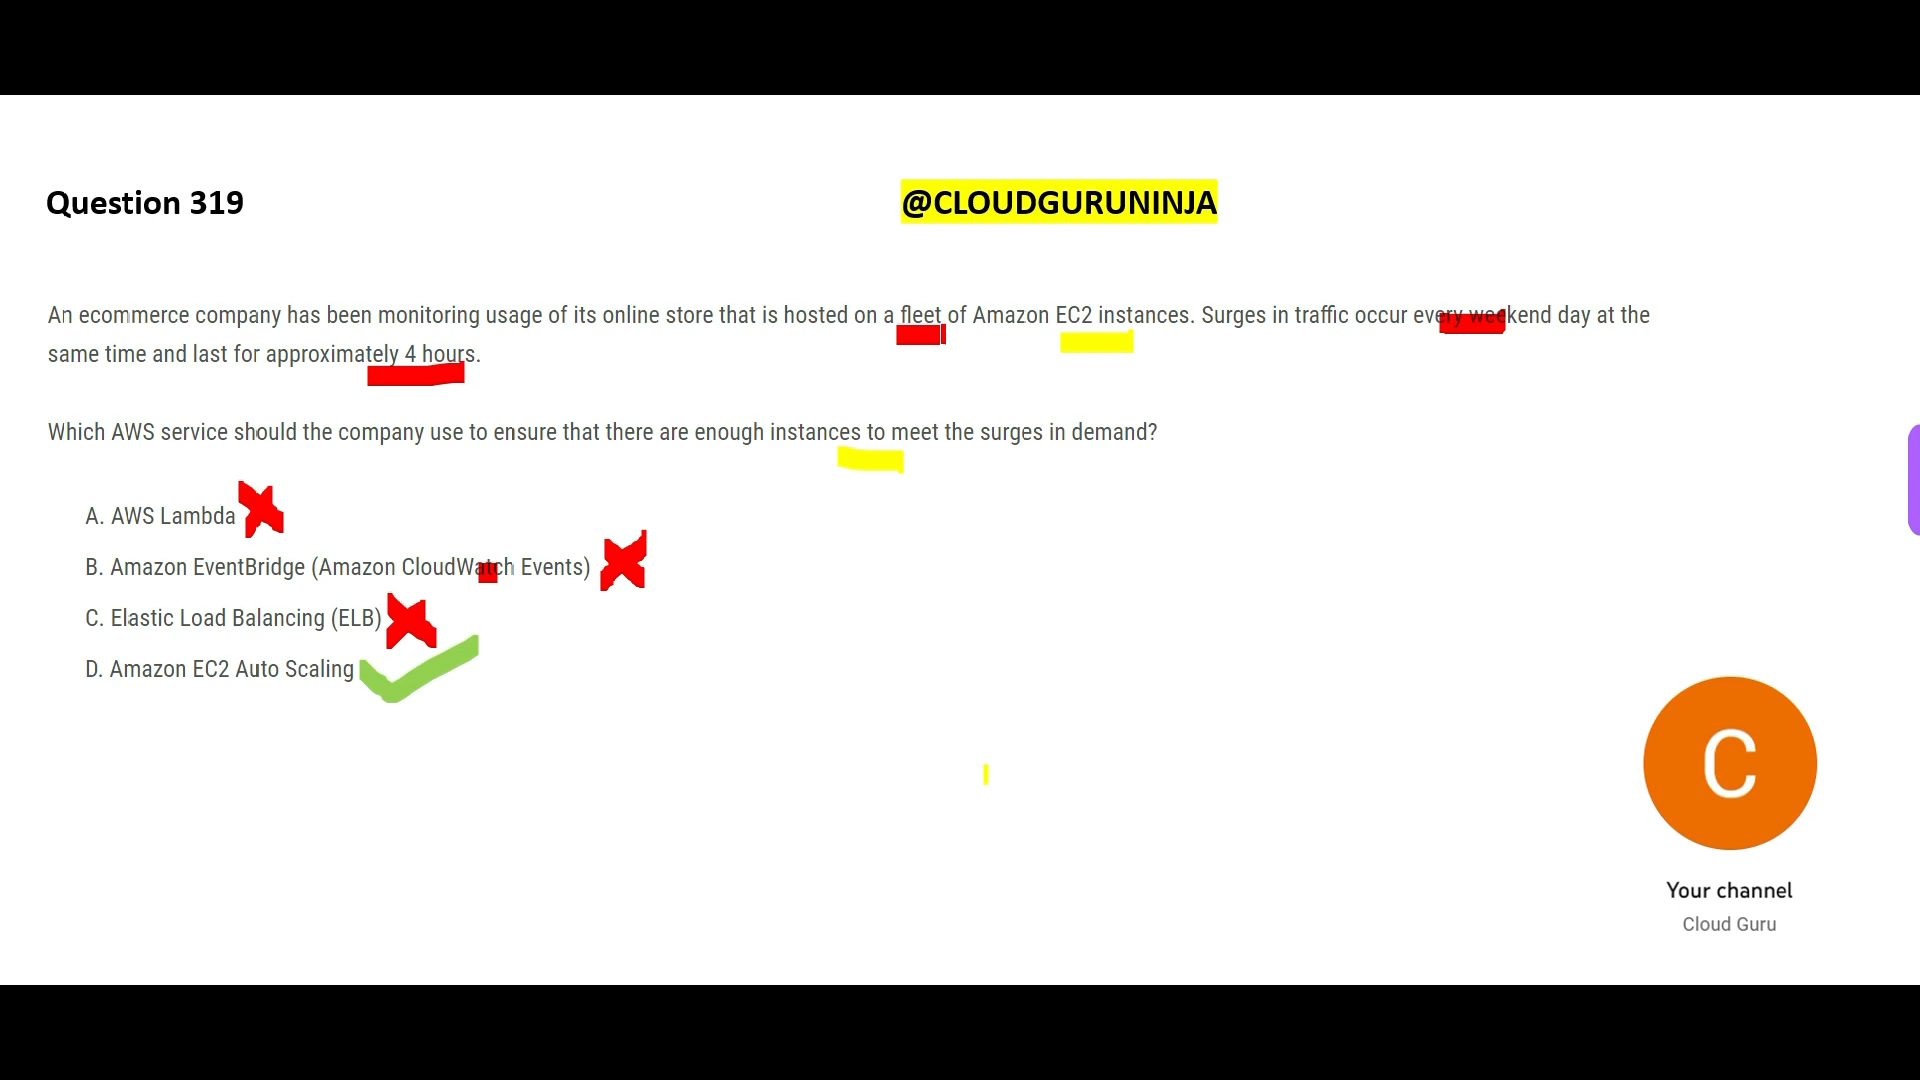 Question 319
@CLOUDGURUNINJA
An ecommerce company has been monitoring usage of its online store that is hosted on a fleet of Amazon EC2 instances. Surges in traffic occur every weekend day at the
same time and last for approximately 4 hours.
Which AWS service should the company use to ensure that there are enough instances to meet the surges in demand?
A. AWS Lambda
B. Amazon EventBridge (Amazon CloudWatch Events)
C. Elastic Load Balancing (ELB)
D. Amazon EC2 Auto Scaling
C
Your channel
Cloud Guru